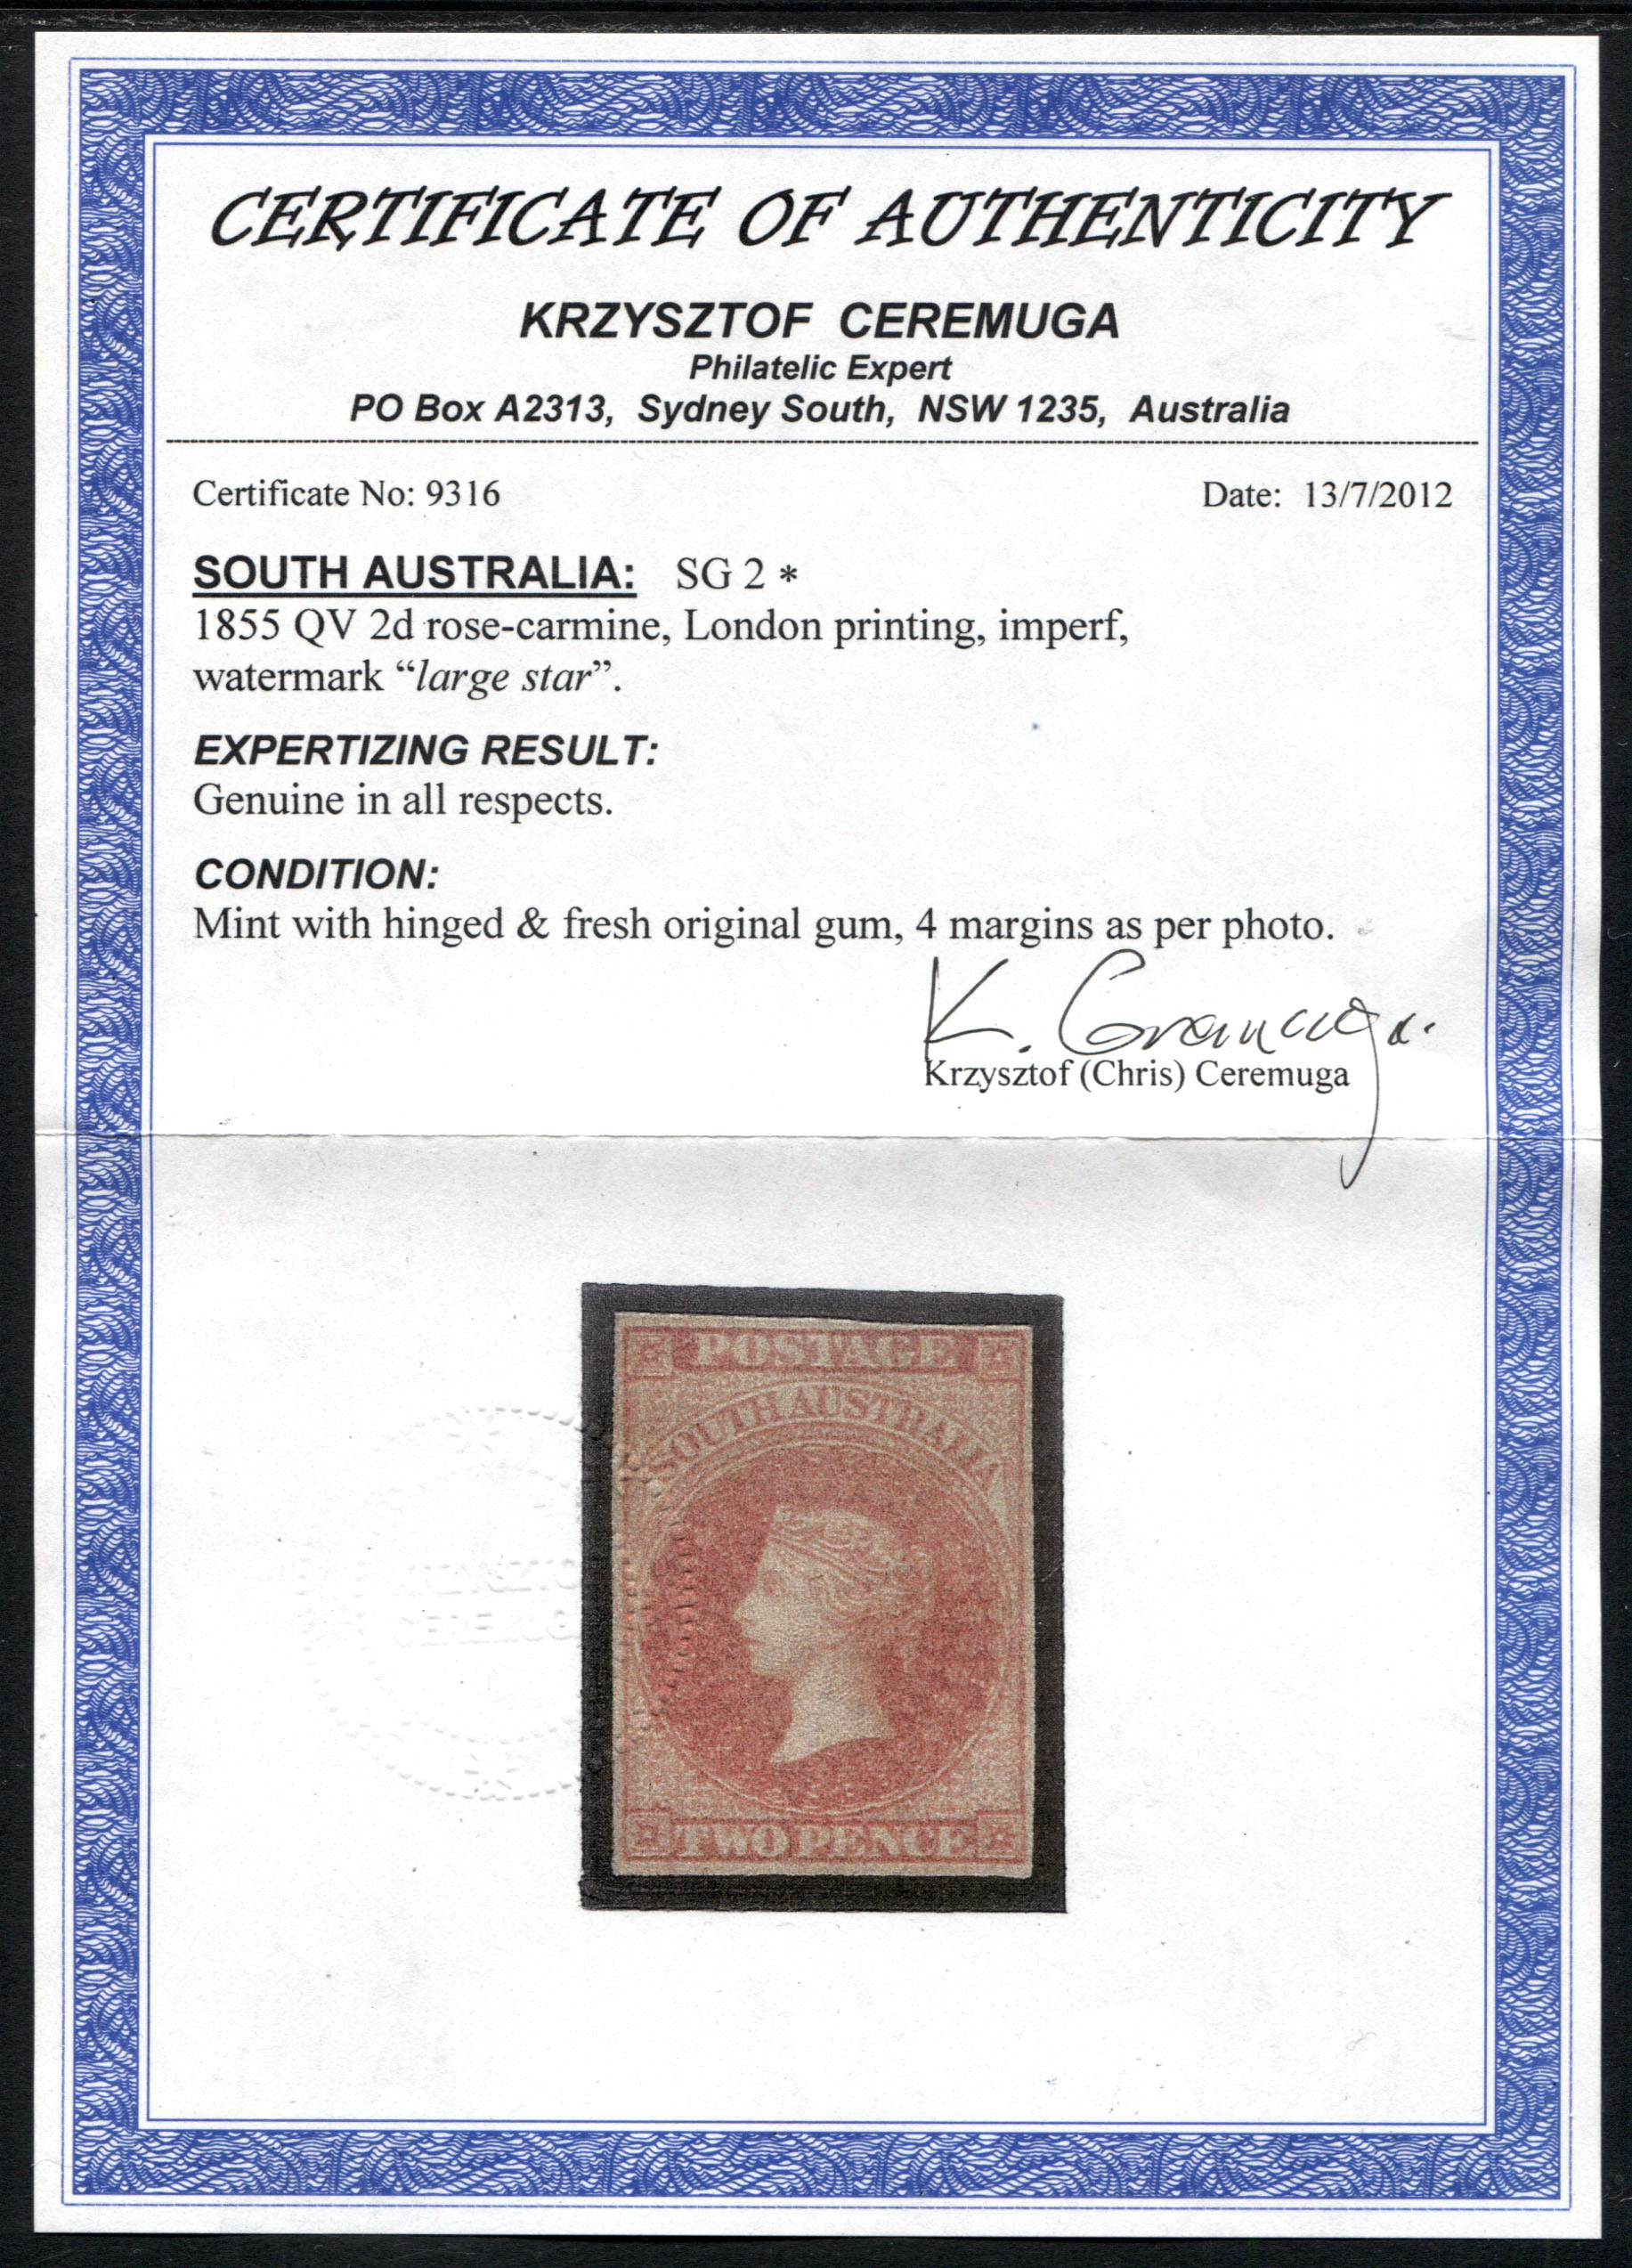 CERTIFICATE OF AUTHENTICITY
KRZYSZTOF CEREMUGA
Philatelic Expert
PO Box A2313, Sydney South, NSW 1235, Australia
Certificate No: 9316
Date: 13/7/2012
SOUTH AUSTRALIA: SG 2 *
1855 QV 2d rose-carmine, London printing, imperf,
watermark “large star”.
EXPERTIZING RESULT:
Genuine in all respects.
CONDITION:
Mint with hinged & fresh original gum, 4 margins as per photo.
K. Ceremuga
Krzysztof (Chris) Ceremuga
POSTAGE
SOUTH AUSTRALIA
TWO PENCE